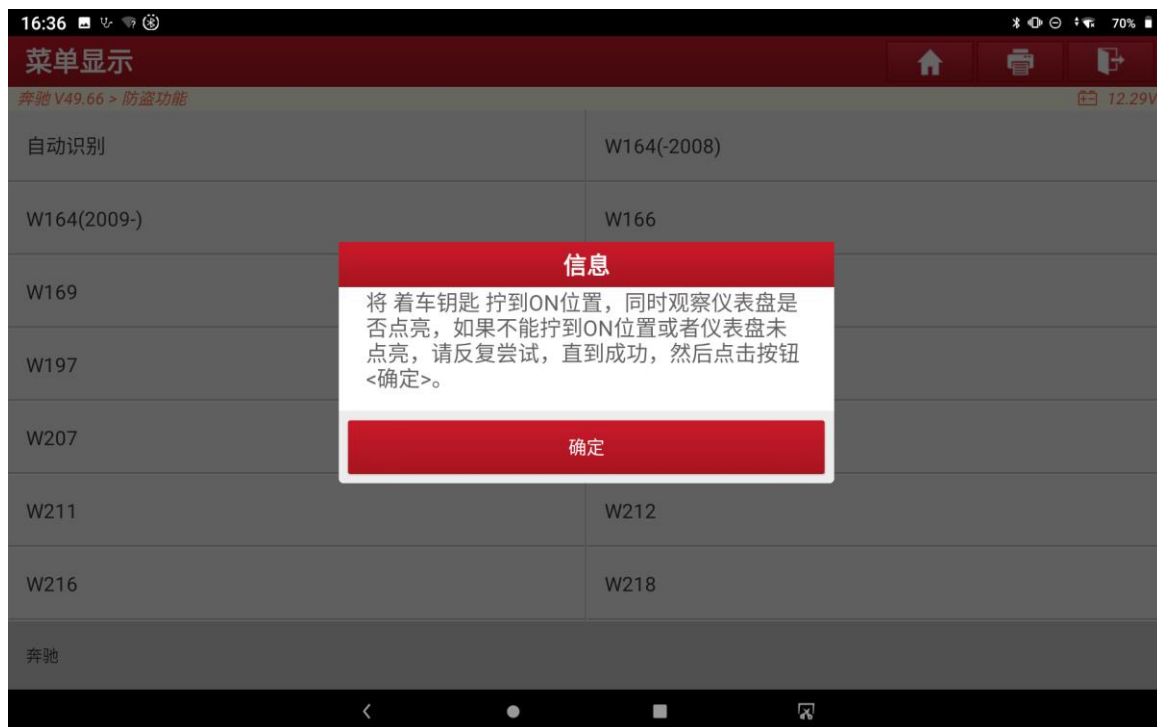 16:36
70%
菜单显示
奔驰 V49.66 > 防盗功能
12.29V
自动识别
W164(-2008)
W164(2009-)
W166
信息
W169
将 着车钥匙 拧到ON位置，同时观察仪表盘是
否点亮，如果不能拧到ON位置或者仪表盘未
点亮，请反复尝试，直到成功，然后点击按钮
<确定>。
W197
W207
确定
W211
W212
W216
W218
奔驰